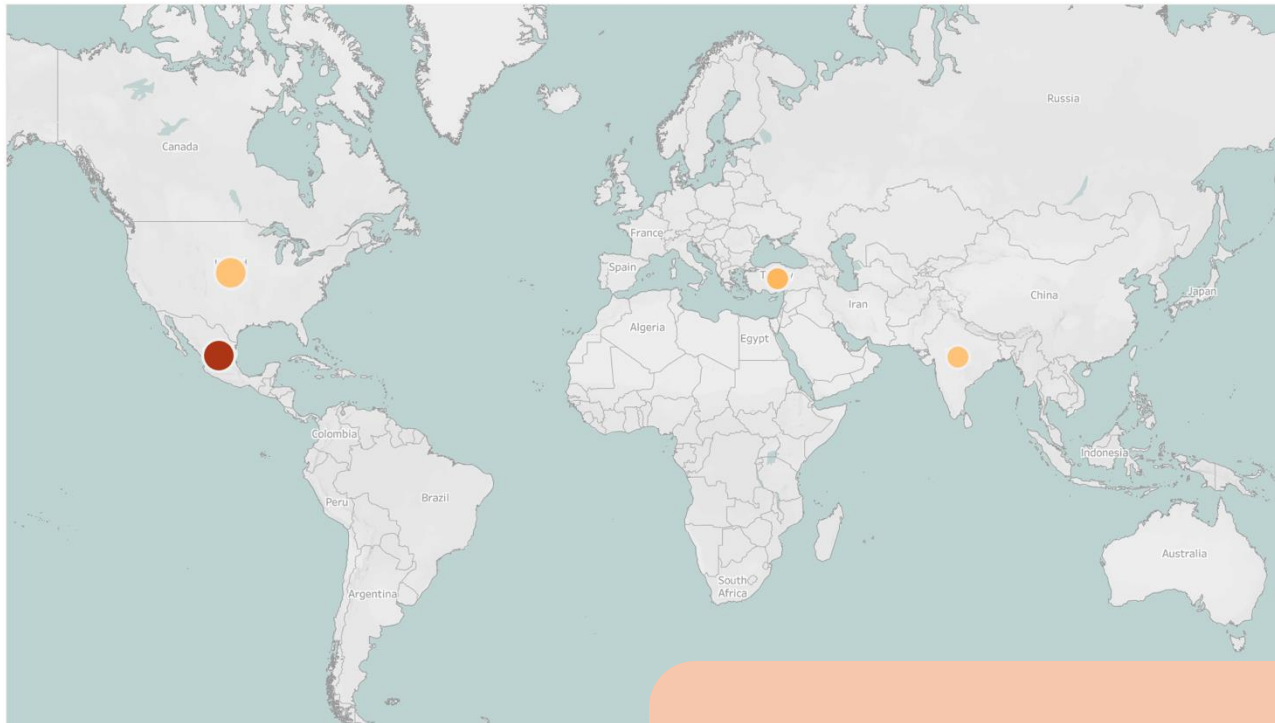 Russia
Canada
France
Spain
Iran
China
Japan
Algeria
Egypt
Colombia
Indonesia
Peru
Brazil
Australia
South
Africa
Argentina